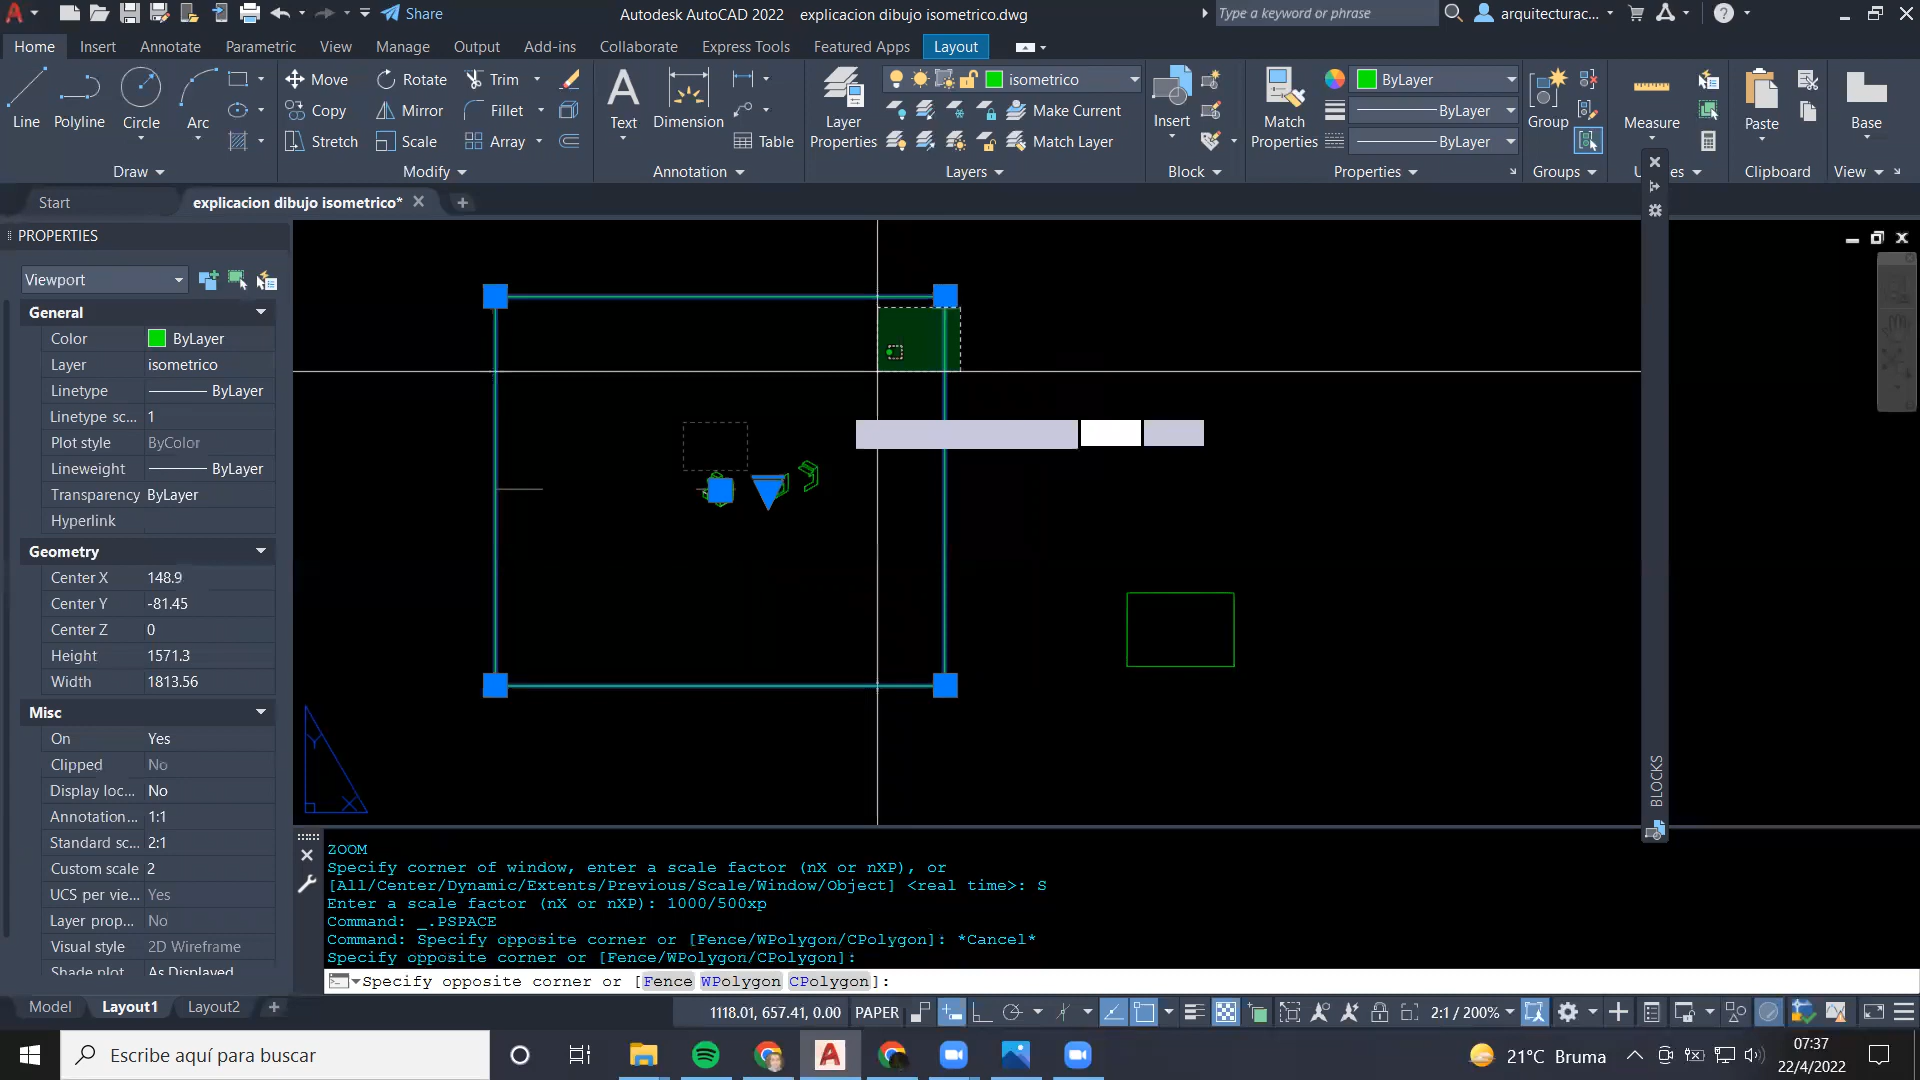 Share
Autodesk AutoCAD 2022 explicacion dibujo isometrico.dwg
Type a keyword or phrase
arquitecturac...
Home Insert Annotate Parametric View Manage Output Add-ins Collaborate Express Tools Featured Apps Layout
Line Polyline Circle Arc
Move Rotate Trim
Copy Mirror Fillet
Stretch Scale Array
Text Dimension Table
Layer Properties
isometrico
Make Current
Match Layer
Insert
Match Properties
ByLayer
ByLayer
ByLayer
Group
Measure
Paste
Base
Draw Modify Annotation Layers Block Properties Groups Clipboard View
Start explicacion dibujo isometrico*
PROPERTIES
Viewport
General
Color ByLayer
Layer isometrico
Linetype ByLayer
Linetype sc... 1
Plot style ByColor
Lineweight ByLayer
Transparency ByLayer
Hyperlink
Geometry
Center X 148.9
Center Y -81.45
Center Z 0
Height 1571.3
Width 1813.56
Misc
On Yes
Clipped No
Display loc... No
Annotation... 1:1
Standard sc... 2:1
Custom scale 2
UCS per vie... Yes
Layer prop... No
Visual style 2D Wireframe
Shade plot As Displayed
Y
X
BLOCKS
ZOOM
Specify corner of window, enter a scale factor (nX or nXP), or
[All/Center/Dynamic/Extents/Previous/Scale/Window/Object] <real time>: S
Enter a scale factor (nX or nXP): 1000/500xp
Command: _.PSPACE
Command: Specify opposite corner or [Fence/WPolygon/CPolygon]: *Cancel*
Specify opposite corner or [Fence/WPolygon/CPolygon]:
Specify opposite corner or [Fence WPolygon CPolygon]:
Model Layout1 Layout2
1118.01, 657.41, 0.00 PAPER 2:1 / 200%
Escribe aquí para buscar
21°C Bruma
07:37
22/4/2022